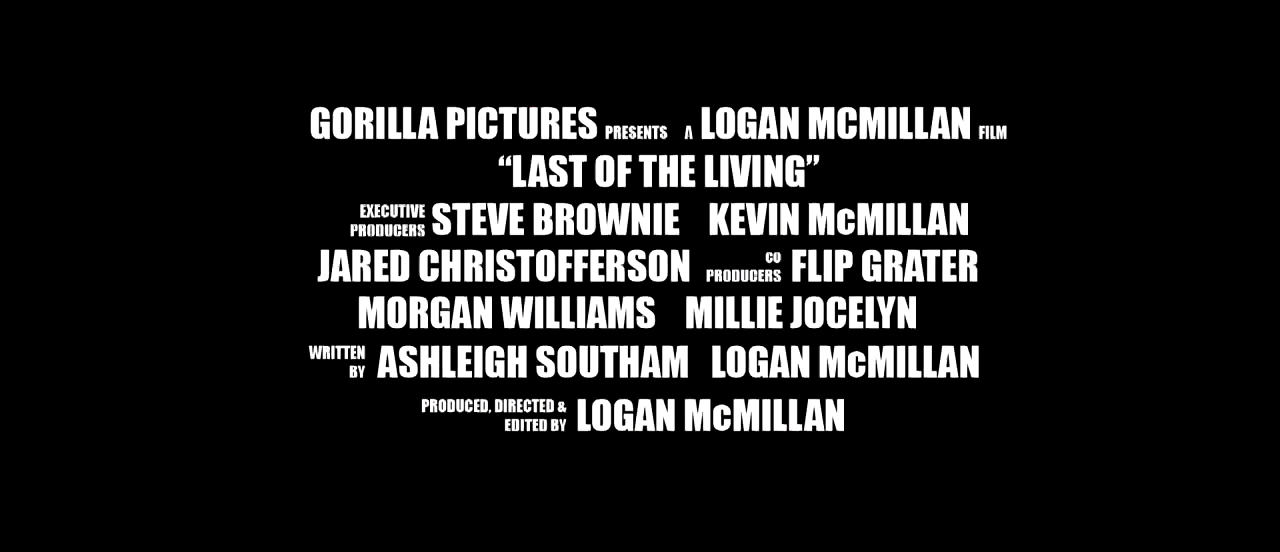 GORILLA PICTURES PRESENTS A LOGAN MCMILLAN FILM
“LAST OF THE LIVING”
EXECUTIVE PRODUCERS STEVE BROWNIE KEVIN McMILLAN
JARED CHRISTOFFERSON CO PRODUCERS FLIP GRATER
MORGAN WILLIAMS MILLIE JOCELYN
WRITTEN BY ASHLEIGH SOUTHAM LOGAN McMILLAN
PRODUCED, DIRECTED & EDITED BY LOGAN McMILLAN